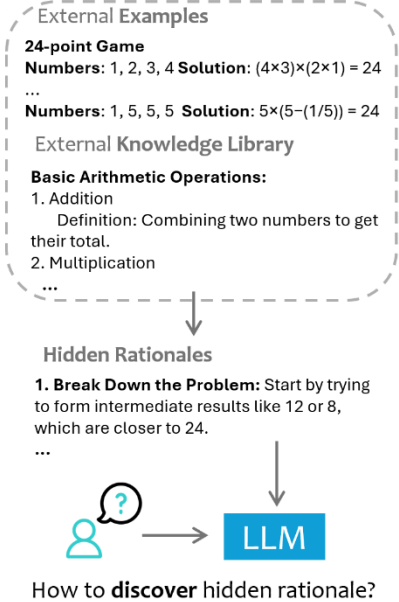 External Examples
24-point Game
Numbers: 1, 2, 3, 4 Solution: (4×3)×(2×1) = 24
...
Numbers: 1, 5, 5, 5 Solution: 5×(5−(1/5)) = 24
External Knowledge Library
Basic Arithmetic Operations:
1. Addition
Definition: Combining two numbers to get
their total.
2. Multiplication
...
Hidden Rationales
1. Break Down the Problem: Start by trying
to form intermediate results like 12 or 8,
which are closer to 24.
...
?
LLM
How to discover hidden rationale?